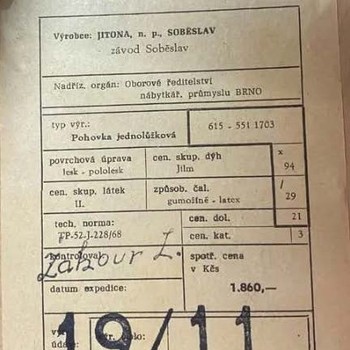 Výrobce: JITONA, n. p., SOBĚSLAV
závod Soběslav
Nadříz. orgán: Oborové ředitelství
nábytkář. průmyslu BRNO
typ výr.:
Pohovka jednolůžková
615 - 551 1703
povrchová úprava
lesk - pololesk
cen. skup. dýh
Jilm
x
94
cen. skup. látek
II.
způsob. čal.
gumolně - latex
/
29
tech. norma:
TP-52-J-228/68
cen. dol.
21
cen. kat.
3
kontroloval
Záhour Z.
spotř. cena
v Kčs
datum expedice:
1.860,—
19/11